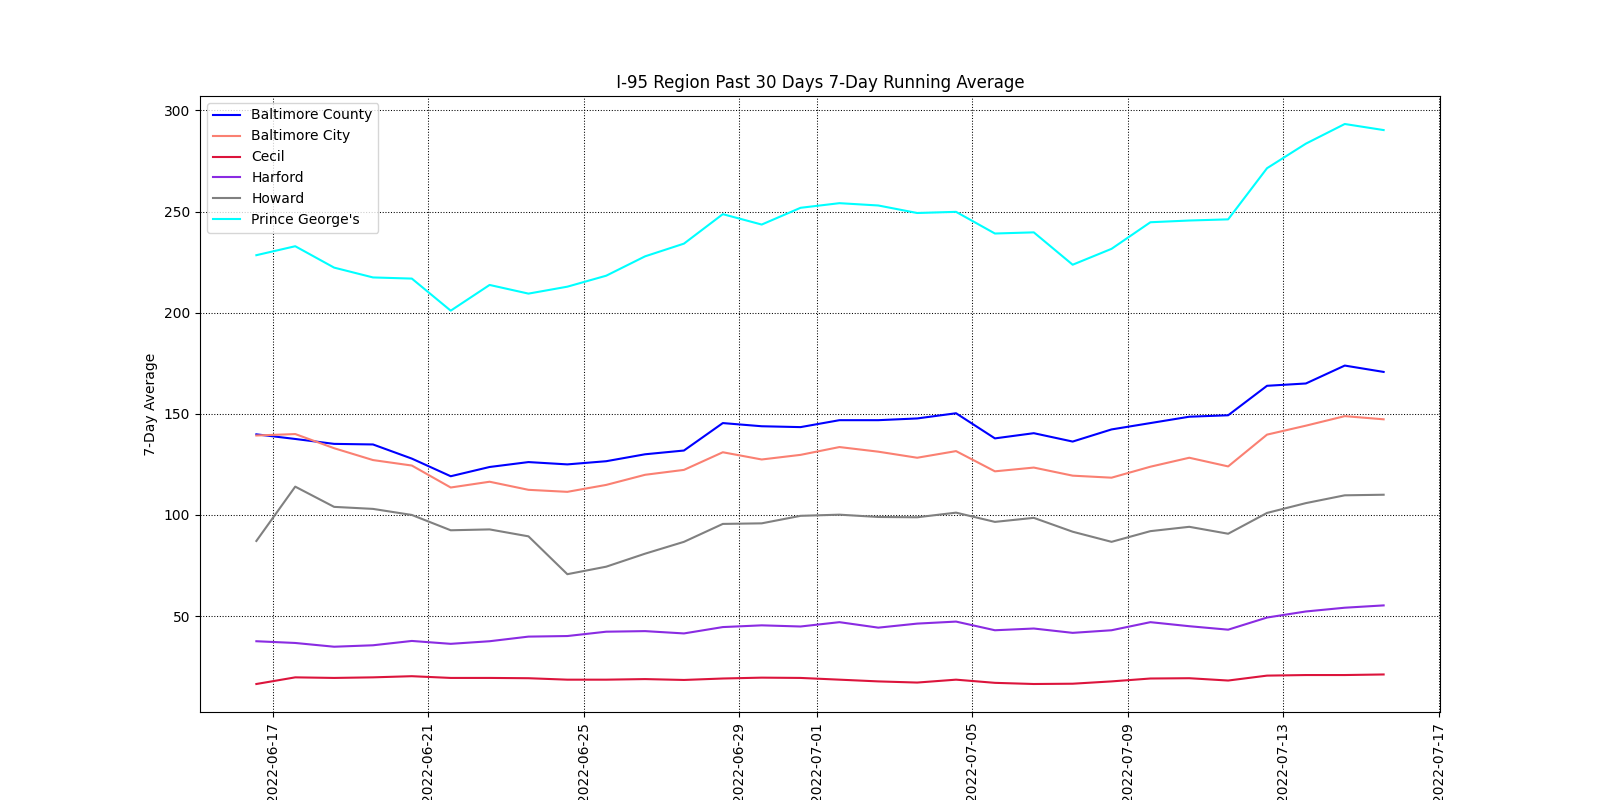 I-95 Region Past 30 Days 7-Day Running Average
Baltimore County
Baltimore City
Cecil
Harford
Howard
Prince George's
7-Day Average
300
250
200
150
100
50
2022-06-17
2022-06-21
2022-06-25
2022-06-29
2022-07-01
2022-07-05
2022-07-09
2022-07-13
2022-07-17